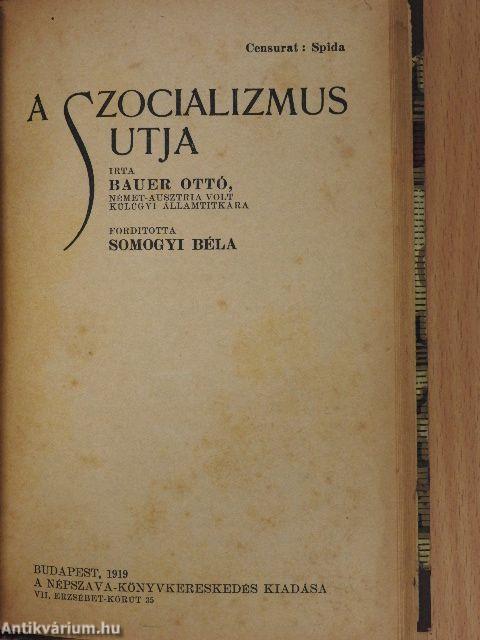 Censurat : Spida
A SZOCIALIZMUS
UTJA
IRTA
BAUER OTTÓ,
NÉMET-AUSZTRIA VOLT
KÜLÜGYI ÁLLAMTITKÁRA
FORDITOTTA
SOMOGYI BÉLA
BUDAPEST, 1919
A NÉPSZAVA-KÖNYVKERESKEDÉS KIADÁSA
VII. ERZSÉBET-KÖRUT 35
Antikvárium.hu